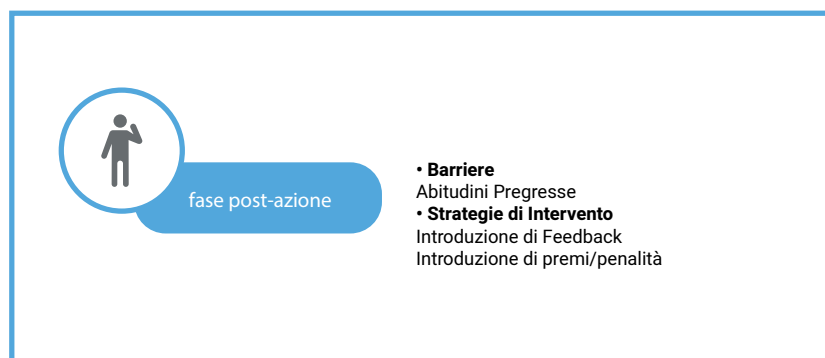 fase post-azione
• Barriere
Abitudini Pregresse
• Strategie di Intervento
Introduzione di Feedback
Introduzione di premi/penalità